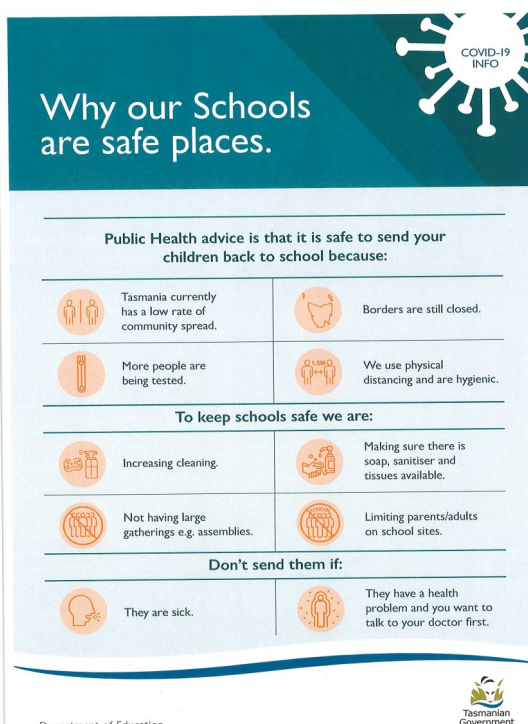 COVID-19
INFO
Why our Schools
are safe places.
Public Health advice is that it is safe to send your
children back to school because:
Tasmania currently
has a low rate of
community spread.
Borders are still closed.
More people are
being tested.
1.5M
We use physical
distancing and are hygienic.
To keep schools safe we are:
Increasing cleaning.
Making sure there is
soap, sanitiser and
tissues available.
Not having large
gatherings e.g. assemblies.
SCHOOL
Limiting parents/adults
on school sites.
Don't send them if:
They are sick.
They have a health
problem and you want to
talk to your doctor first.
Department of Education
Tasmanian
Government